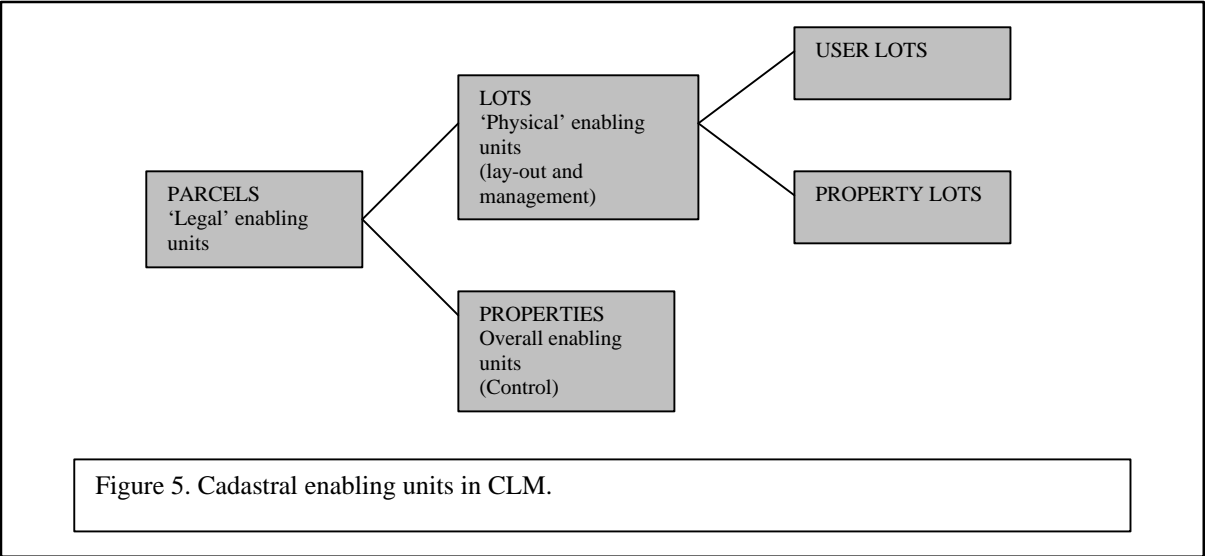 PARCELS
‘Legal’ enabling
units
LOTS
‘Physical’ enabling
units
(lay-out and
management)
PROPERTIES
Overall enabling
units
(Control)
USER LOTS
PROPERTY LOTS
Figure 5. Cadastral enabling units in CLM.